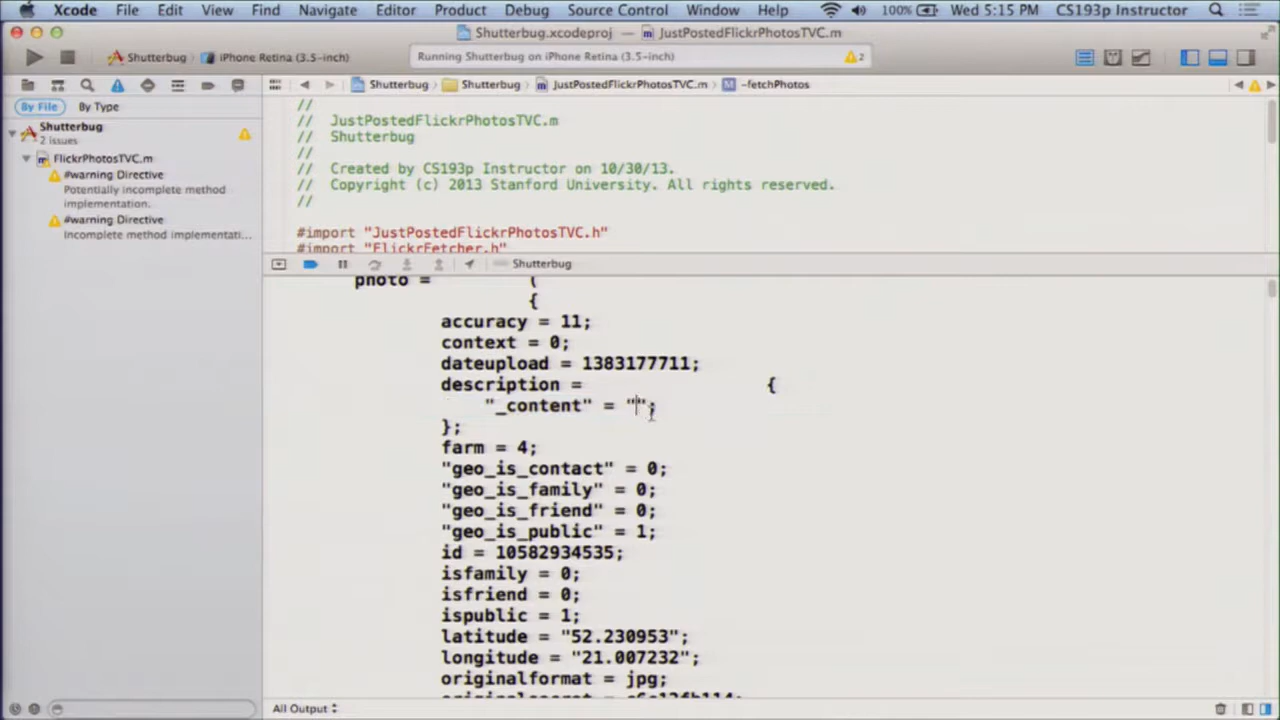 Xcode File Edit View Find Navigate Editor Product Debug Source Control Window Help 100% Wed 5:15 PM CS193p Instructor
Shutterbug.xcodeproj — JustPostedFlickrPhotosTVC.m
Shutterbug iPhone Retina (3.5-inch) Running Shutterbug on iPhone Retina (3.5-inch) 2
Shutterbug Shutterbug JustPostedFlickrPhotosTVC.m M -fetchPhotos
By File By Type
Shutterbug
2 issues
FlickrPhotosTVC.m
#warning Directive
Potentially incomplete method
implementation.
#warning Directive
Incomplete method implementati...
//
// JustPostedFlickrPhotosTVC.m
// Shutterbug
//
// Created by CS193p Instructor on 10/30/13.
// Copyright (c) 2013 Stanford University. All rights reserved.
//
#import "JustPostedFlickrPhotosTVC.h"
#import "FlickrFetcher.h"
Shutterbug
photo = (
{
accuracy = 11;
context = 0;
dateupload = 1383177711;
description = {
"_content" = "";
};
farm = 4;
"geo_is_contact" = 0;
"geo_is_family" = 0;
"geo_is_friend" = 0;
"geo_is_public" = 1;
id = 10582934535;
isfamily = 0;
isfriend = 0;
ispublic = 1;
latitude = "52.230953";
longitude = "21.007232";
originalformat = jpg;
All Output